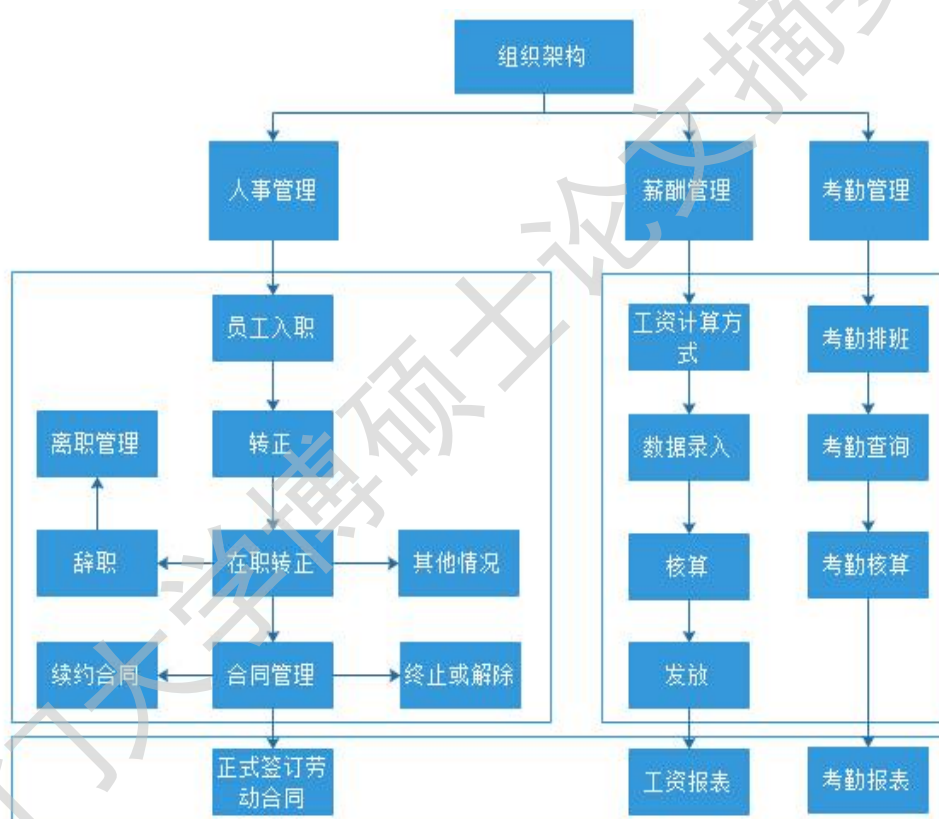 组织架构
人事管理
薪酬管理
考勤管理
员工入职
工资计算方
式
考勤排班
离职管理
转正
数据录入
考勤查询
辞职
在职转正
其他情况
核算
考勤核算
续约合同
合同管理
终止或解除
发放
正式签订劳
动合同
工资报表
考勤报表
门大学博硕士论文摘要